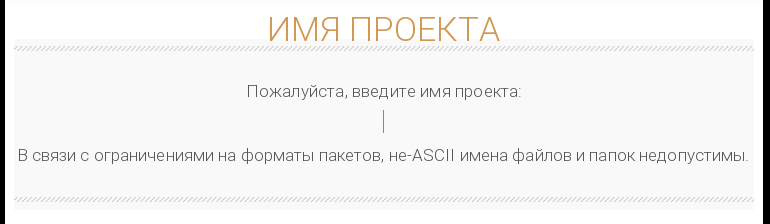 ИМЯ ПРОЕКТА
Пожалуйста, введите имя проекта:
В связи с ограничениями на форматы пакетов, не-ASCII имена файлов и папок недопустимы.